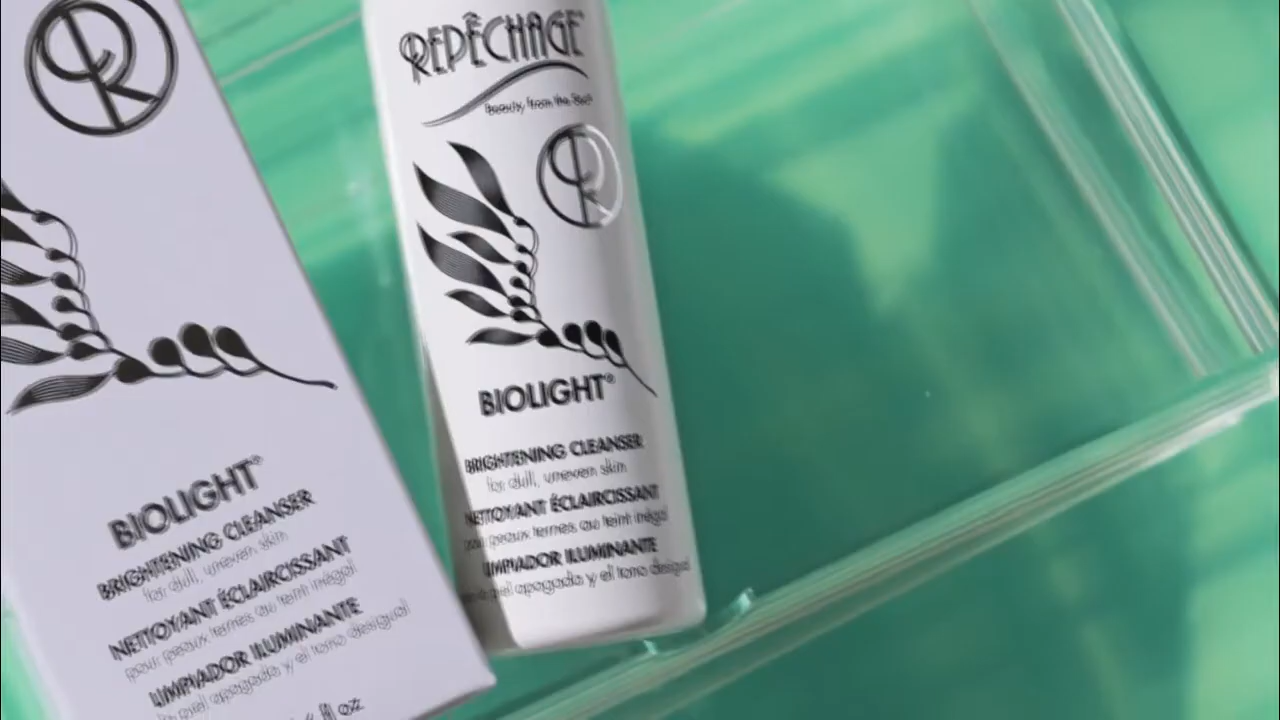 REPÊCHAGE®
Beauty from the Sea®
BIOLIGHT®
BRIGHTENING CLEANSER
for dull, uneven skin
NETTOYANT ÉCLAIRCISSANT
pour peaux ternes au teint inégal
LIMPIADOR ILUMINANTE
piel apagada y el tono desigual
BIOLIGHT®
BRIGHTENING CLEANSER
for dull, uneven skin
NETTOYANT ÉCLAIRCISSANT
pour peaux ternes au teint inégal
LIMPIADOR ILUMINANTE
piel apagada y el tono desigual
fl oz